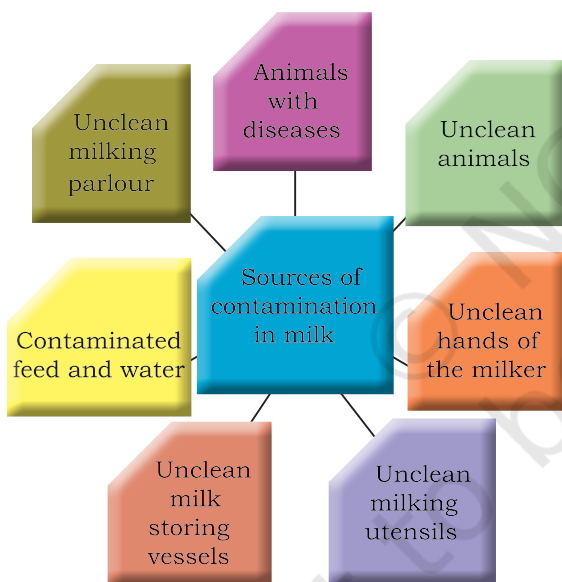 Animals
with
diseases
Unclean
milking
parlour
Unclean
animals
Sources of
contamination
in milk
Contaminated
feed and water
Unclean
hands of
the milker
Unclean
milk
storing
vessels
Unclean
milking
utensils
©